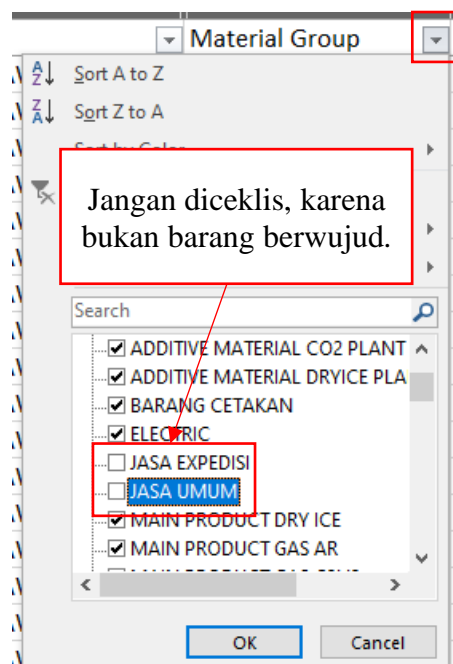 Material Group
Sort A to Z
Sort Z to A
Jangan diceklis, karena
bukan barang berwujud.
Search
ADDITIVE MATERIAL CO2 PLANT
ADDITIVE MATERIAL DRYICE PLA
BARANG CETAKAN
ELECTRIC
JASA EXPEDISI
JASA UMUM
MAIN PRODUCT DRY ICE
MAIN PRODUCT GAS AR
OK Cancel